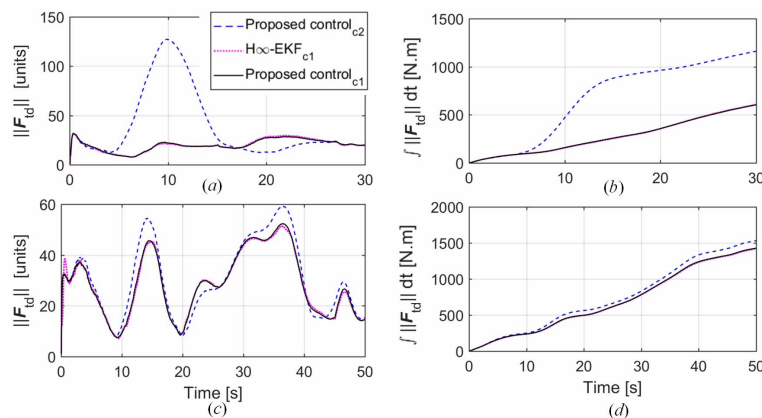 ||F_td|| [units]
150
100
50
0
0
10
20
30
(a)
Proposed control_c2
H∞-EKF_c1
Proposed control_c1
∫ ||F_td|| dt [N.m]
1500
1000
500
0
0
10
20
30
(b)
||F_td|| [units]
60
40
20
0
0
10
20
30
40
50
Time [s]
(c)
∫ ||F_td|| dt [N.m]
2000
1500
1000
500
0
0
10
20
30
40
50
Time [s]
(d)